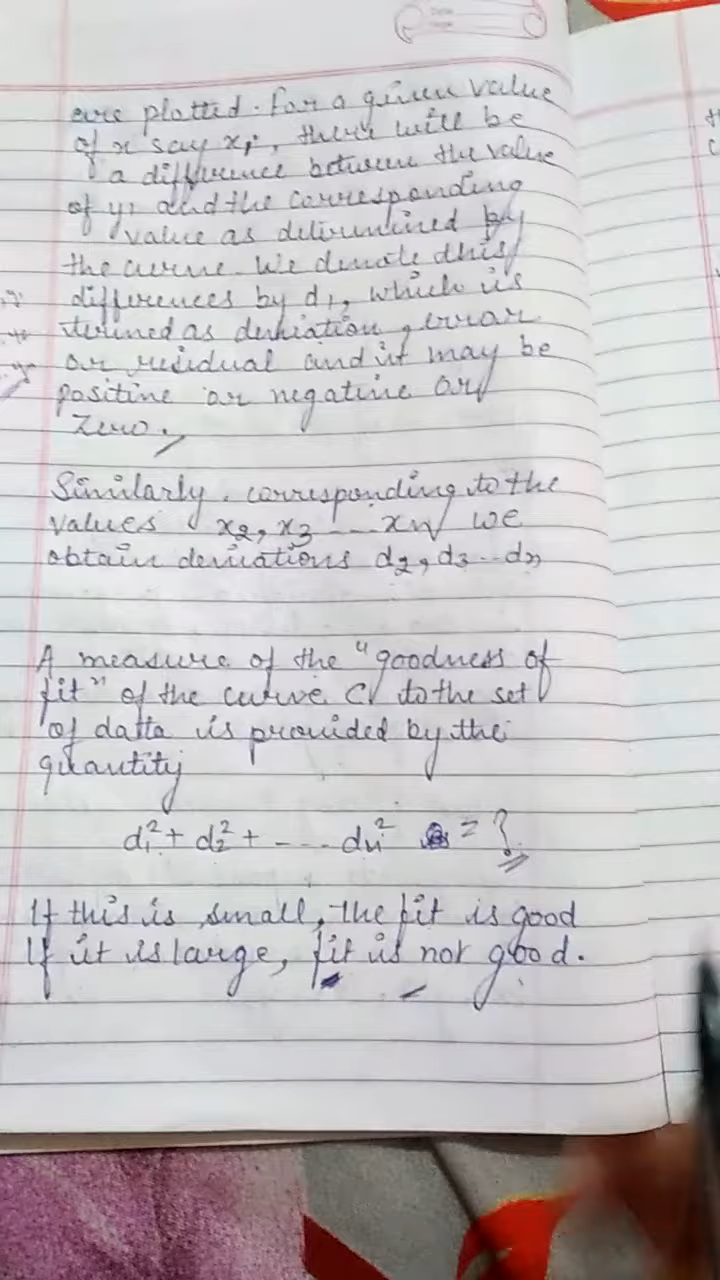 are plotted. For a given value
of x say x₁, there will be
a difference between the value
of y₁ and the corresponding
value as determined by
the curve. We denote this
differences by d₁, which is
termed as deviation, error
or residual and it may be
positive or negative or
Zero.
Similarly, corresponding to the
values x₂, x₃ ... xN we
obtain deviations d₂, d₃...dn
A measure of the "goodness of
fit" of the curve C to the set
of datta is provided by the
quantity
d₁² + d₂² + - - - . dn² = ?
If this is small, the fit is good
If it is large, fit is not good.